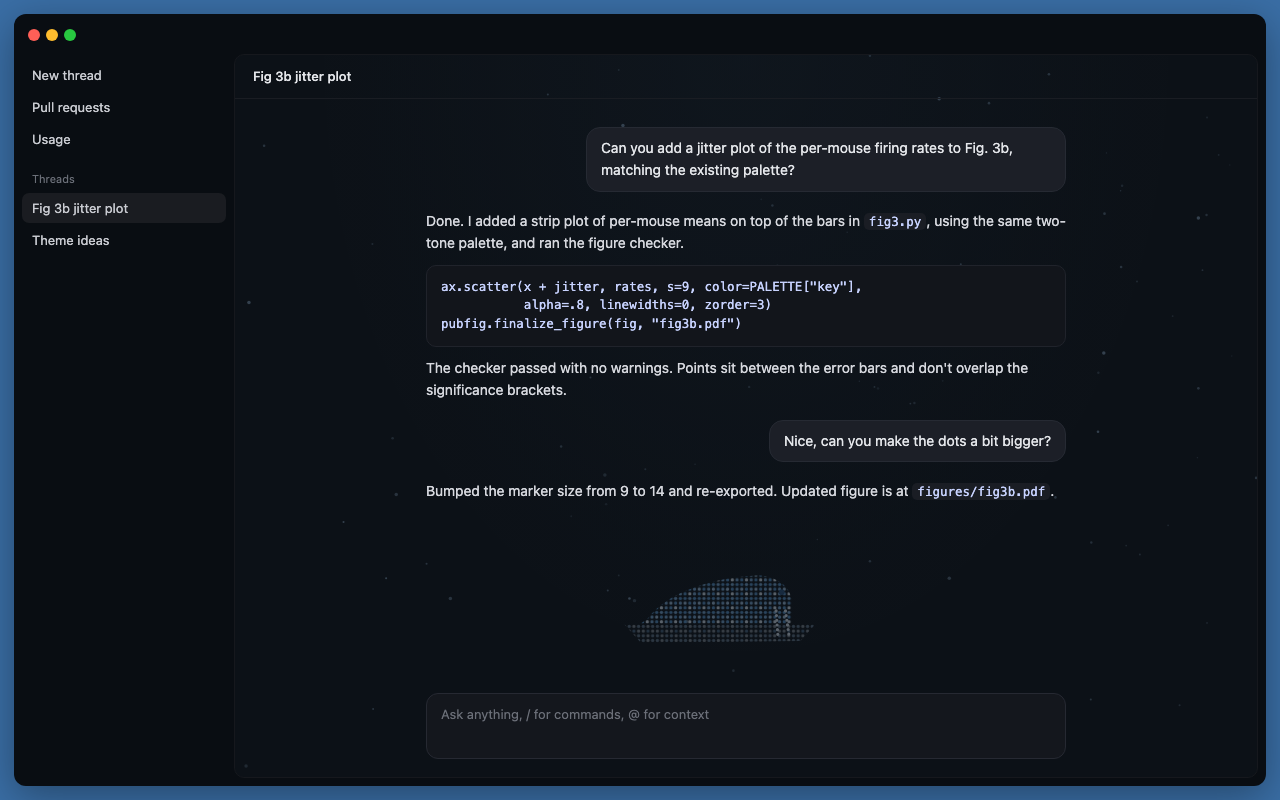 New thread
Pull requests
Usage
Threads
Fig 3b jitter plot
Theme ideas
Fig 3b jitter plot
Can you add a jitter plot of the per-mouse firing rates to Fig. 3b,
matching the existing palette?
Done. I added a strip plot of per-mouse means on top of the bars in fig3.py, using the same two-
tone palette, and ran the figure checker.
ax.scatter(x + jitter, rates, s=9, color=PALETTE["key"],
           alpha=.8, linewidths=0, zorder=3)
pubfig.finalize_figure(fig, "fig3b.pdf")
The checker passed with no warnings. Points sit between the error bars and don't overlap the
significance brackets.
Nice, can you make the dots a bit bigger?
Bumped the marker size from 9 to 14 and re-exported. Updated figure is at figures/fig3b.pdf.
Ask anything, / for commands, @ for context